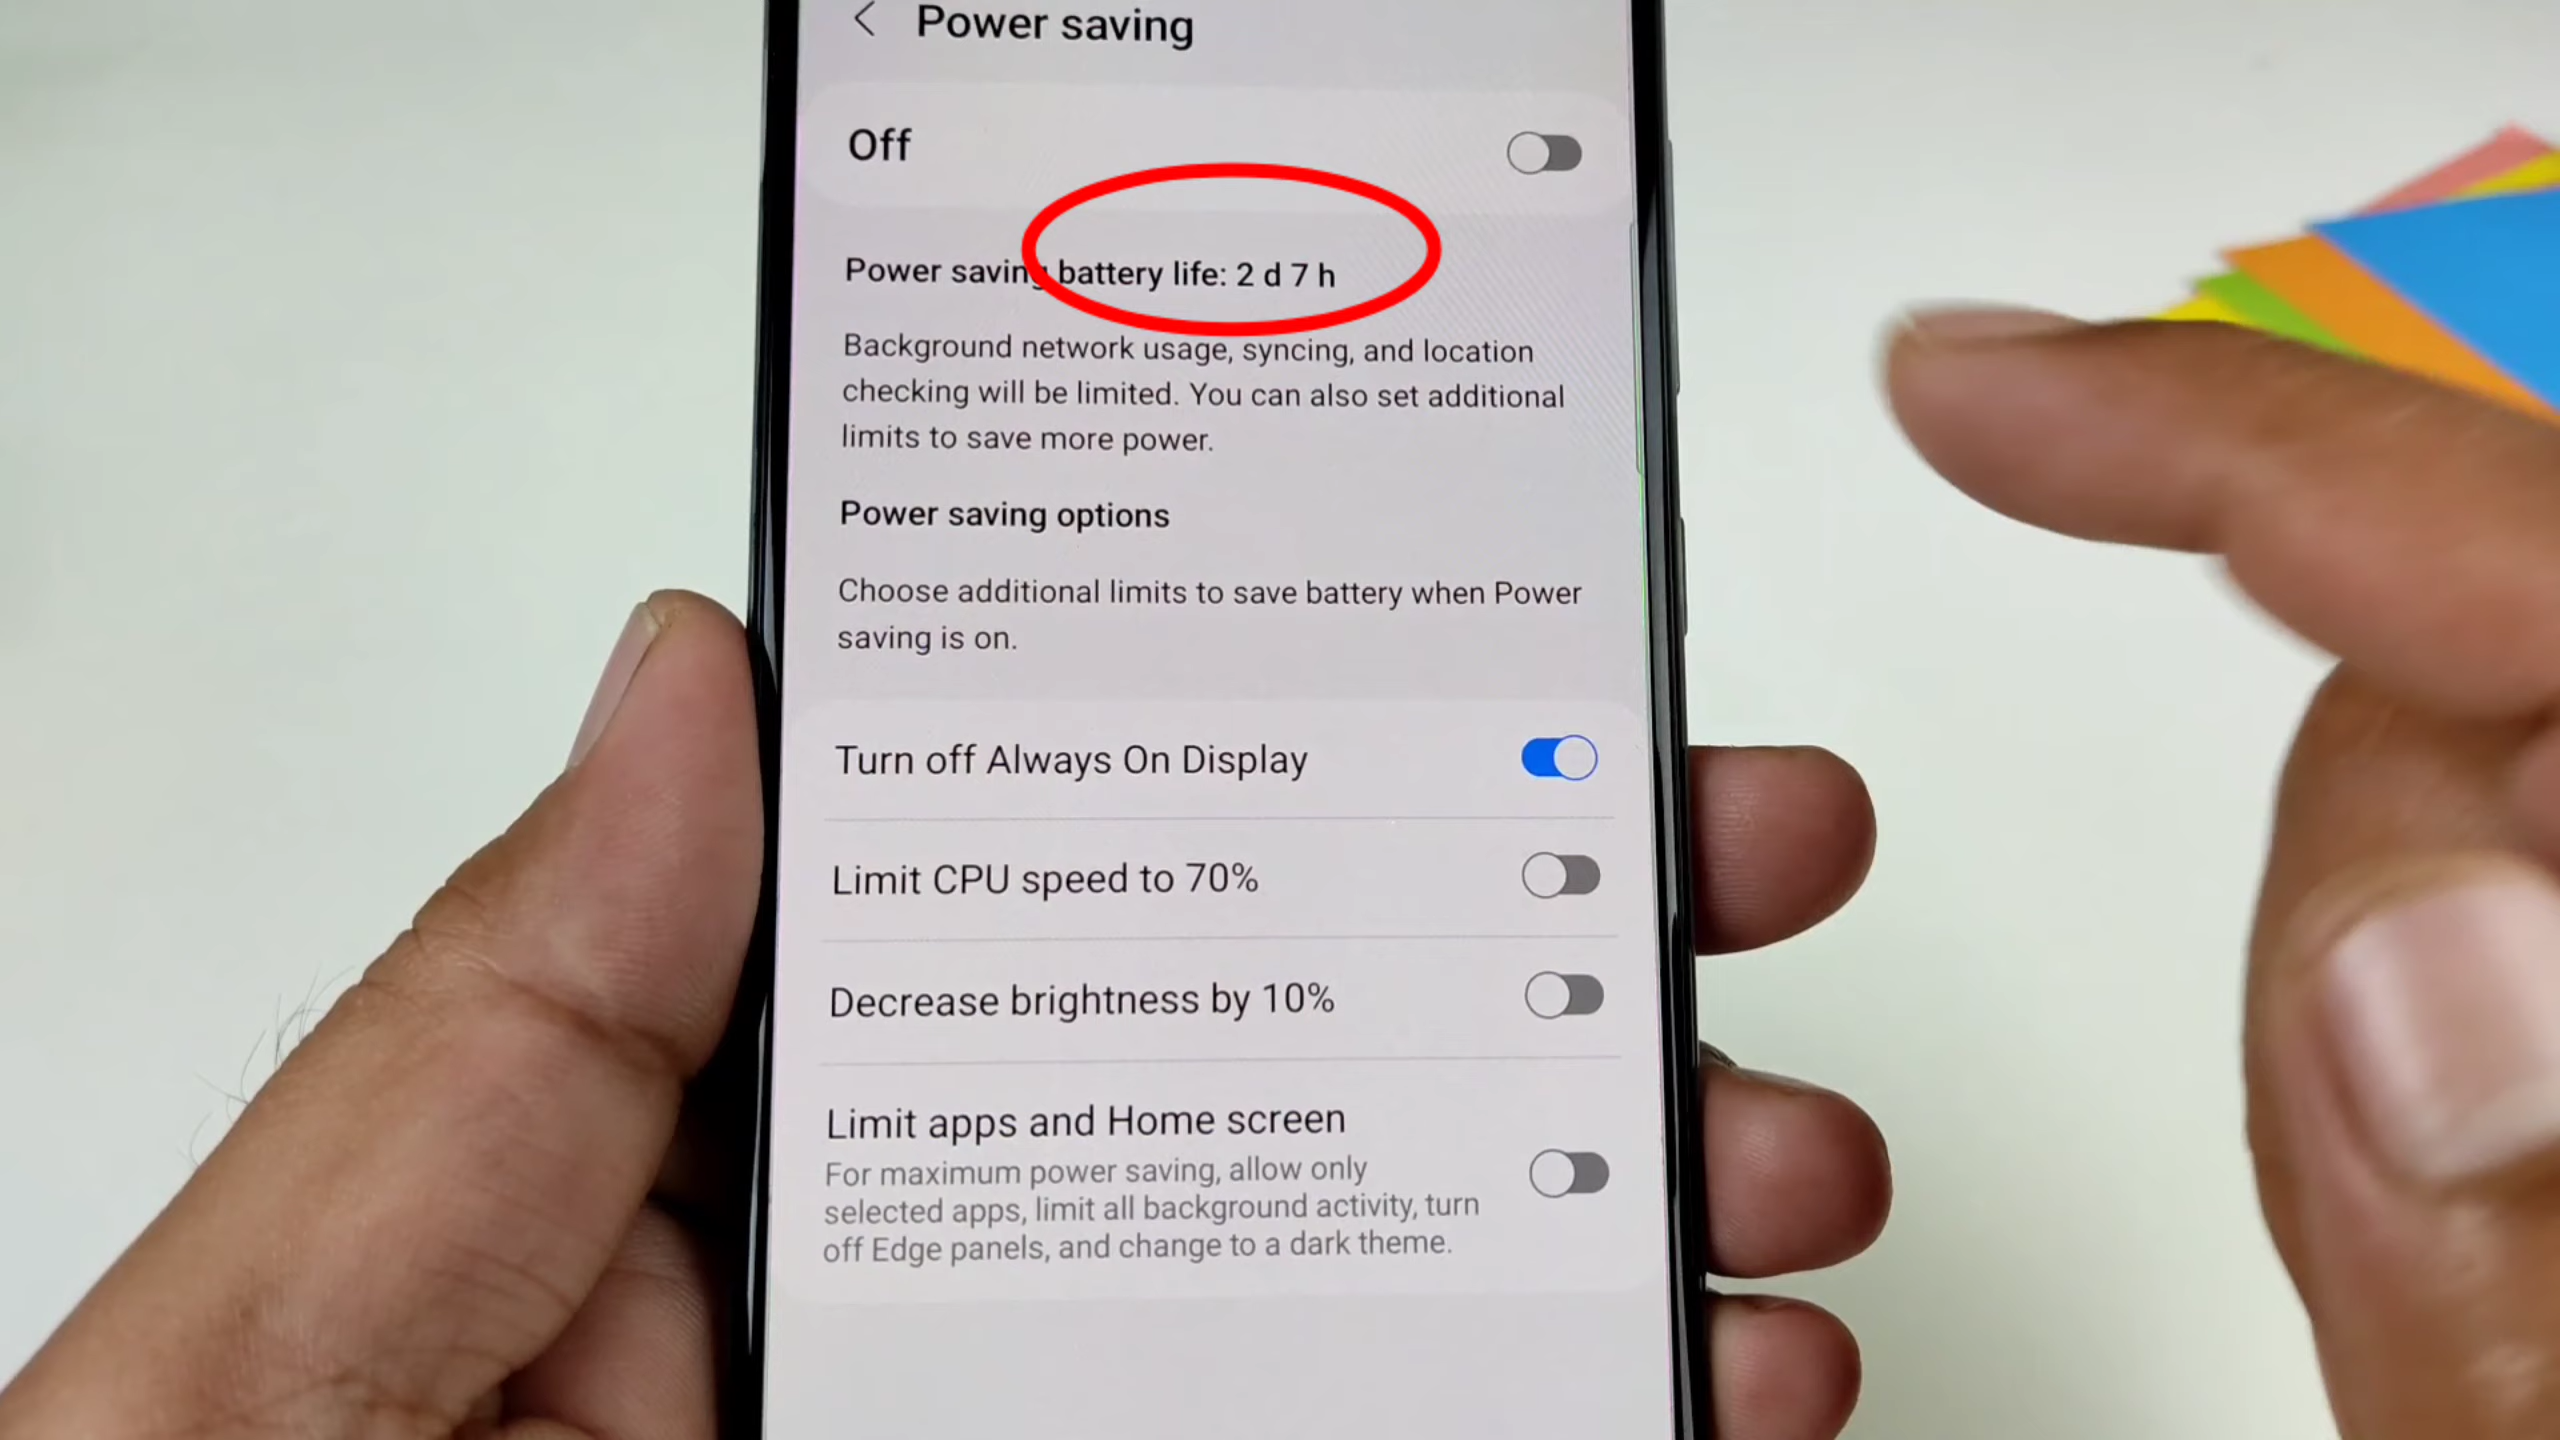 Power saving
Off
Power saving battery life: 2 d 7 h
Background network usage, syncing, and location
checking will be limited. You can also set additional
limits to save more power.
Power saving options
Choose additional limits to save battery when Power
saving is on.
Turn off Always On Display
Limit CPU speed to 70%
Decrease brightness by 10%
Limit apps and Home screen
For maximum power saving, allow only
selected apps, limit all background activity, turn
off Edge panels, and change to a dark theme.